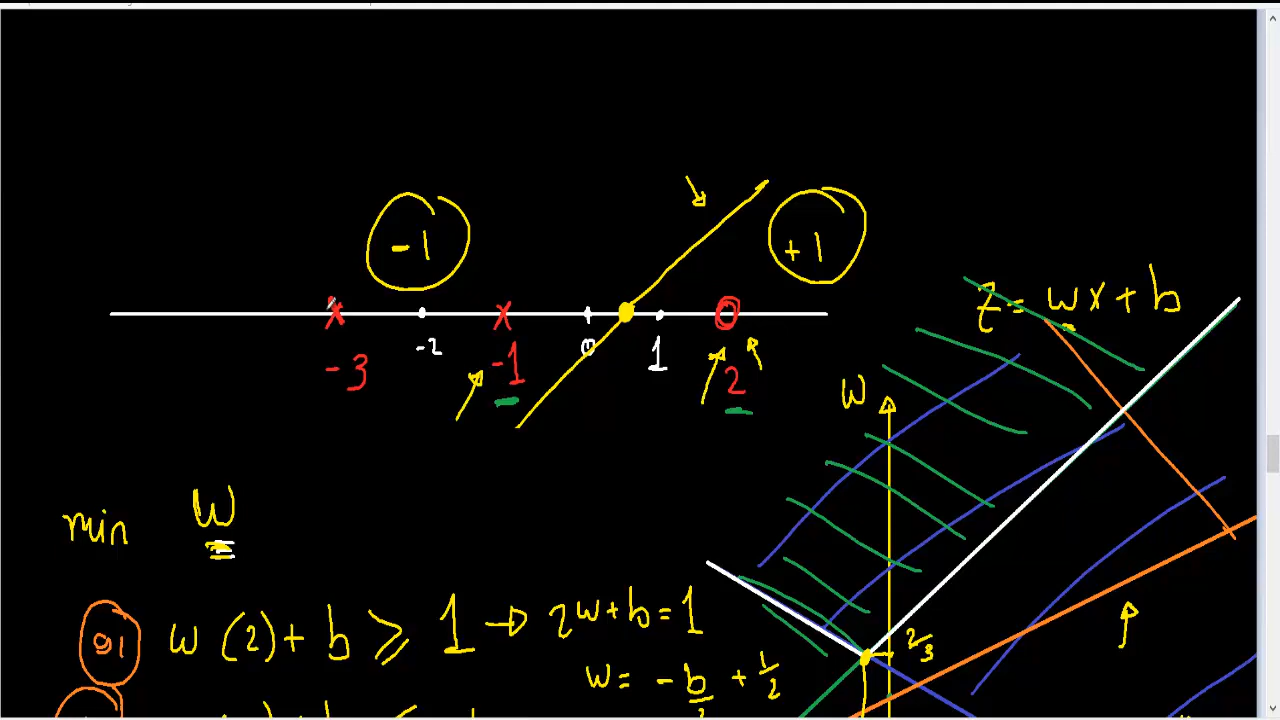 -1
+1
-3
-2
-1
0
1
2
z = wx + b
w
min w
w (2) + b ≥ 1 → 2w + b = 1
w = - b/2 + 1/2
2/3